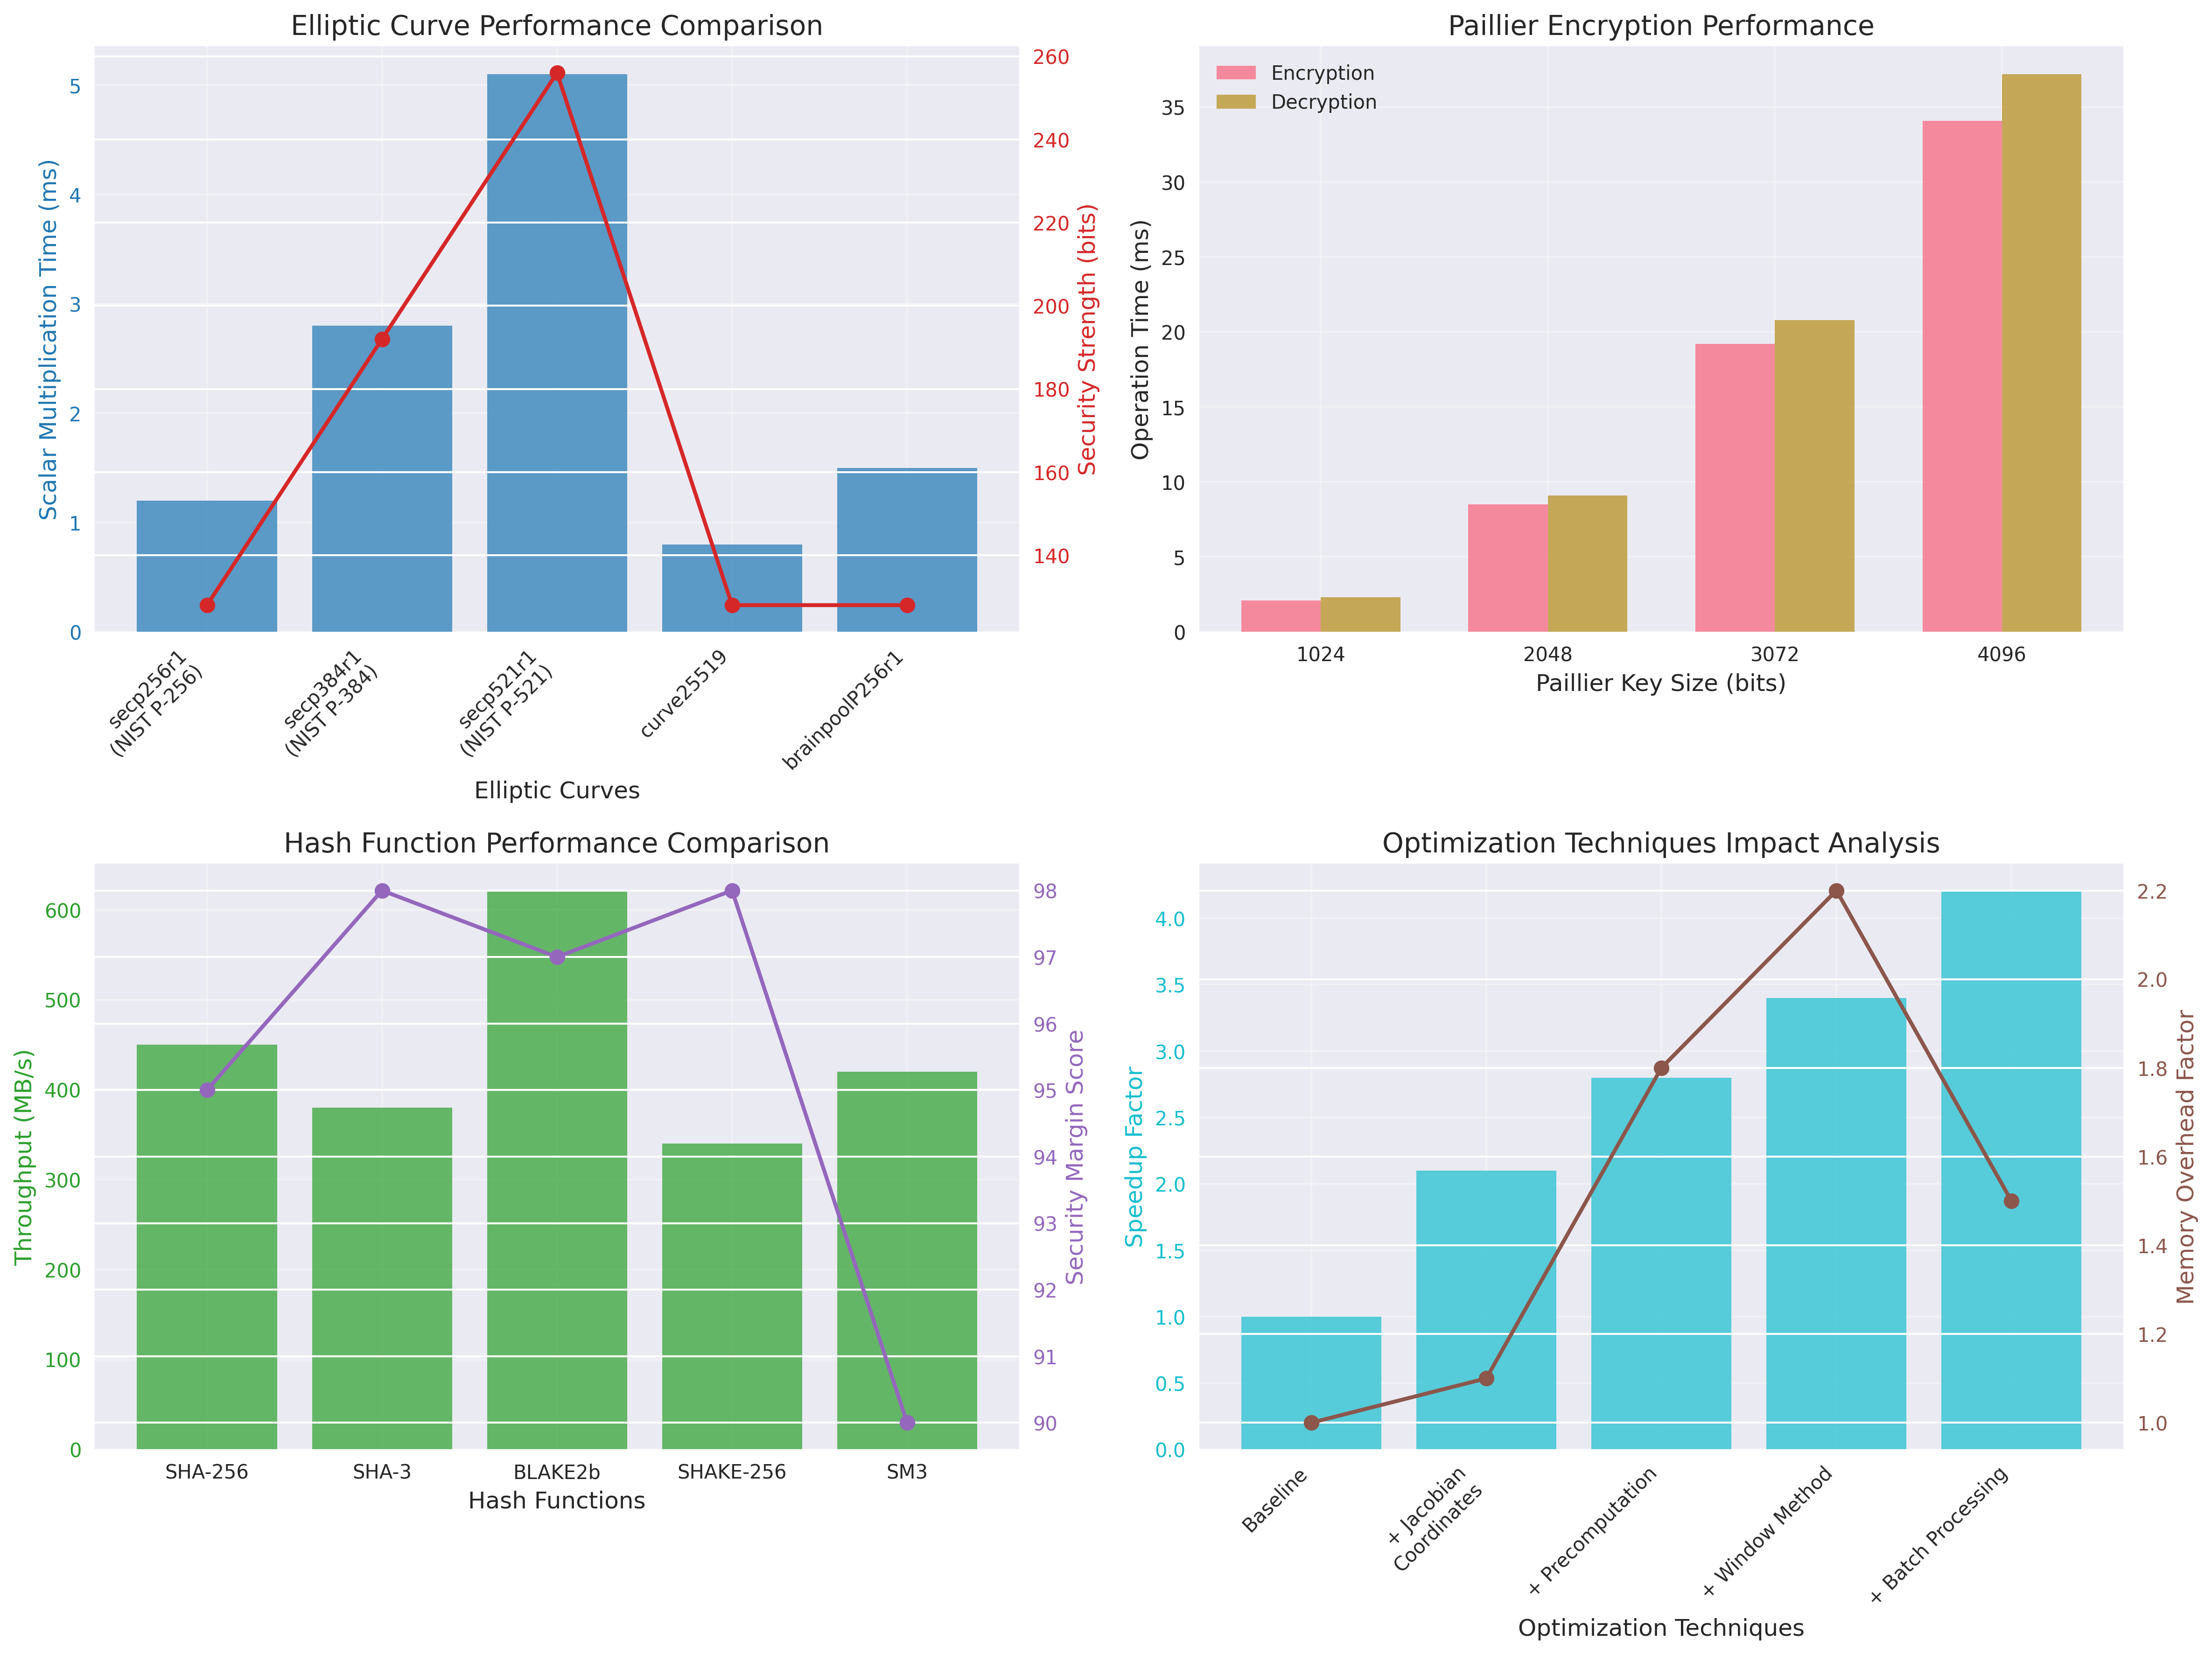 Elliptic Curve Performance Comparison
Scalar Multiplication Time (ms)
5
4
3
2
1
0
260
240
220
200
180
160
140
Security Strength (bits)
secp256r1
(NIST P-256)
secp384r1
(NIST P-384)
secp521r1
(NIST P-521)
curve25519
brainpoolP256r1
Elliptic Curves
Paillier Encryption Performance
Encryption
Decryption
Operation Time (ms)
35
30
25
20
15
10
5
0
1024
2048
3072
4096
Paillier Key Size (bits)
Hash Function Performance Comparison
Throughput (MB/s)
600
500
400
300
200
100
0
98
97
96
95
94
93
92
91
90
Security Margin Score
SHA-256
SHA-3
BLAKE2b
SHAKE-256
SM3
Hash Functions
Optimization Techniques Impact Analysis
Speedup Factor
4.0
3.5
3.0
2.5
2.0
1.5
1.0
0.5
0.0
2.2
2.0
1.8
1.6
1.4
1.2
1.0
Memory Overhead Factor
Baseline
+ Jacobian
Coordinates
+ Precomputation
+ Window Method
+ Batch Processing
Optimization Techniques